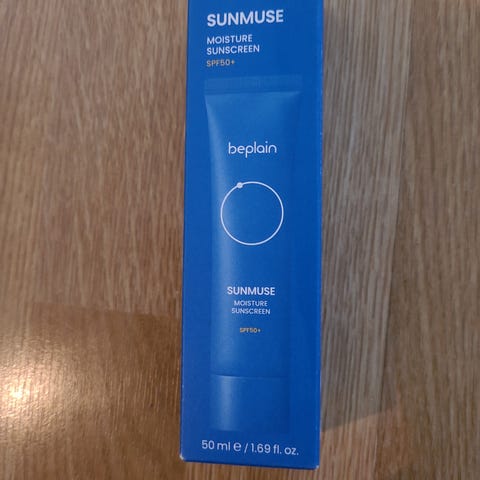 SUNMUSE
MOISTURE
SUNSCREEN
SPF50+
beplain
SUNMUSE
MOISTURE
SUNSCREEN
SPF50+
50 ml ℮ / 1.69 fl. oz.